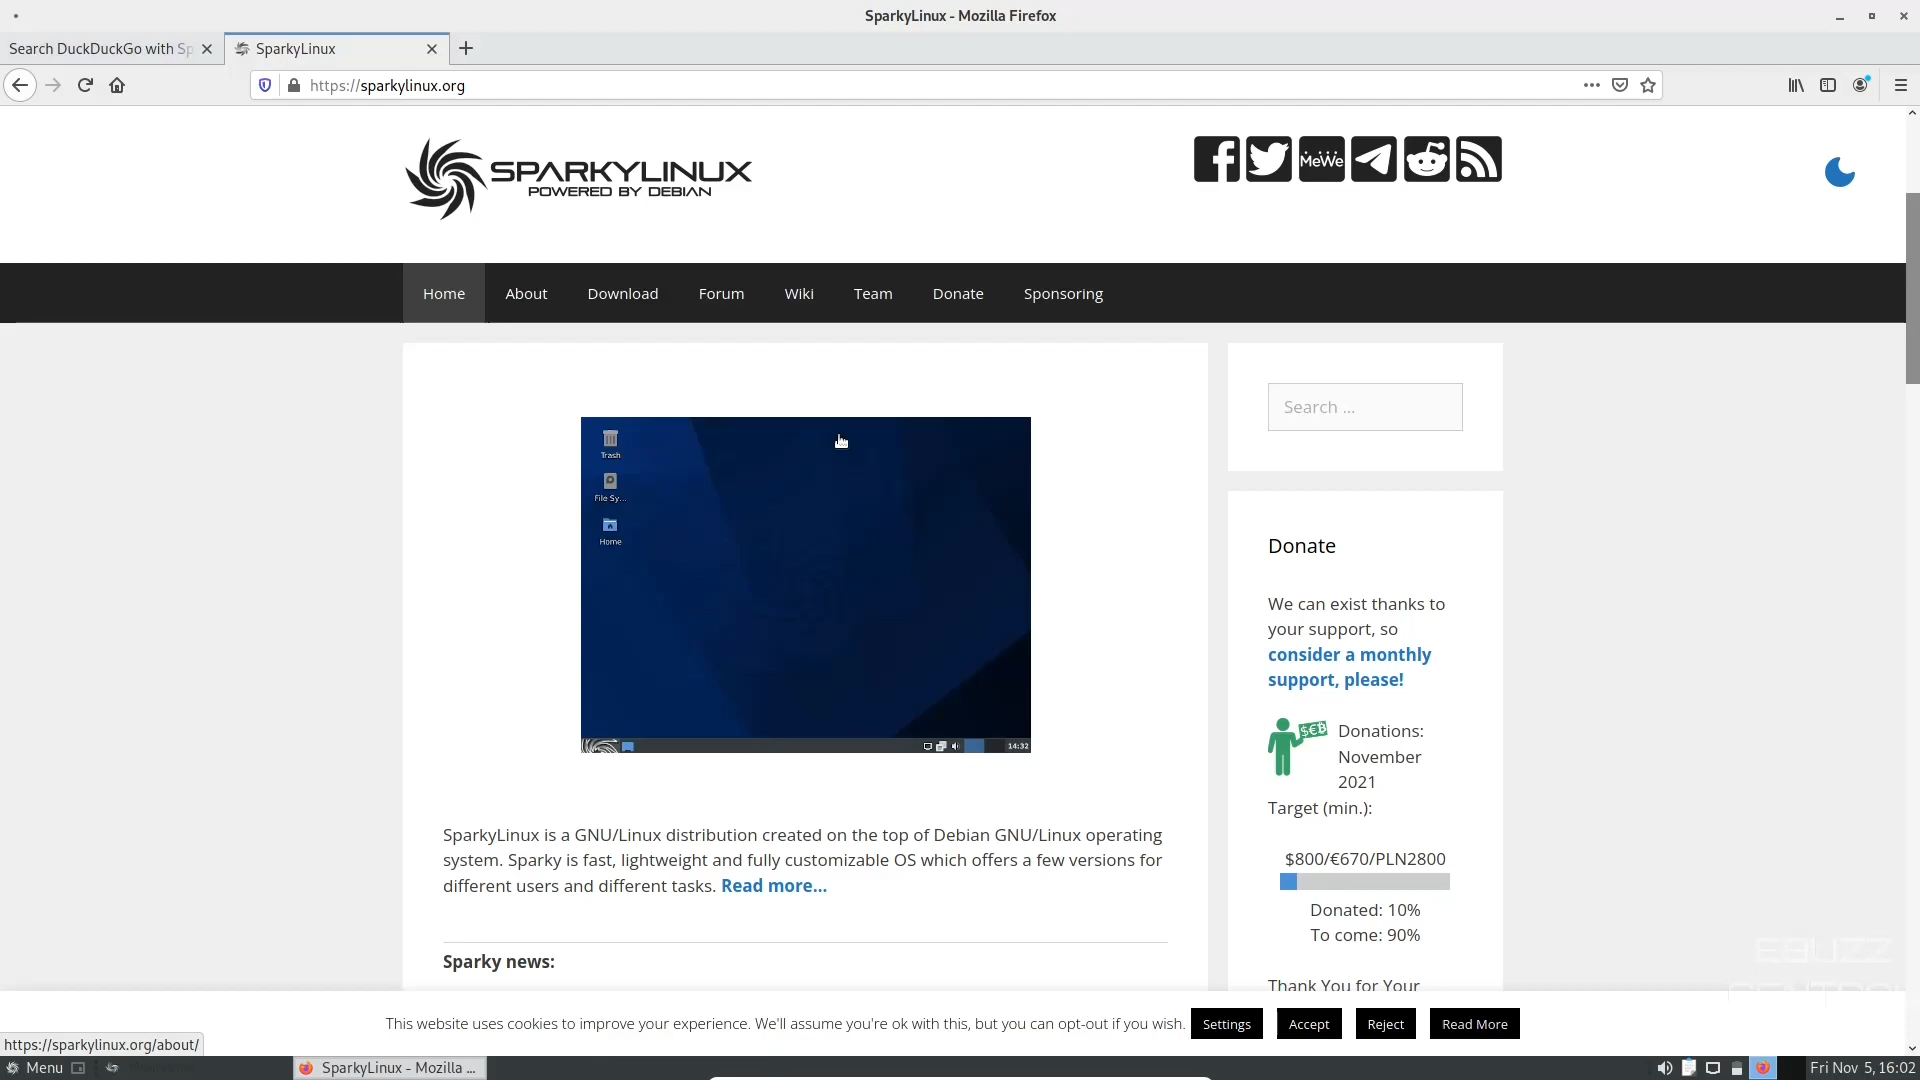 SparkyLinux - Mozilla Firefox
Search DuckDuckGo with Sp
SparkyLinux
https://sparkylinux.org
SPARKYLINUX
POWERED BY DEBIAN
MeWe
Home
About
Download
Forum
Wiki
Team
Donate
Sponsoring
Trash
File Sy...
Home
14:32
SparkyLinux is a GNU/Linux distribution created on the top of Debian GNU/Linux operating
system. Sparky is fast, lightweight and fully customizable OS which offers a few versions for
different users and different tasks. Read more...
Sparky news:
Search ...
Donate
We can exist thanks to
your support, so
consider a monthly
support, please!
$€₿
Donations:
November
2021
Target (min.):
$800/€670/PLN2800
Donated: 10%
To come: 90%
Thank You for Your
EBUZZ
This website uses cookies to improve your experience. We'll assume you're ok with this, but you can opt-out if you wish.
Settings
Accept
Reject
Read More
https://sparkylinux.org/about/
Menu
SparkyLinux - Mozilla ...
Fri Nov 5, 16:02